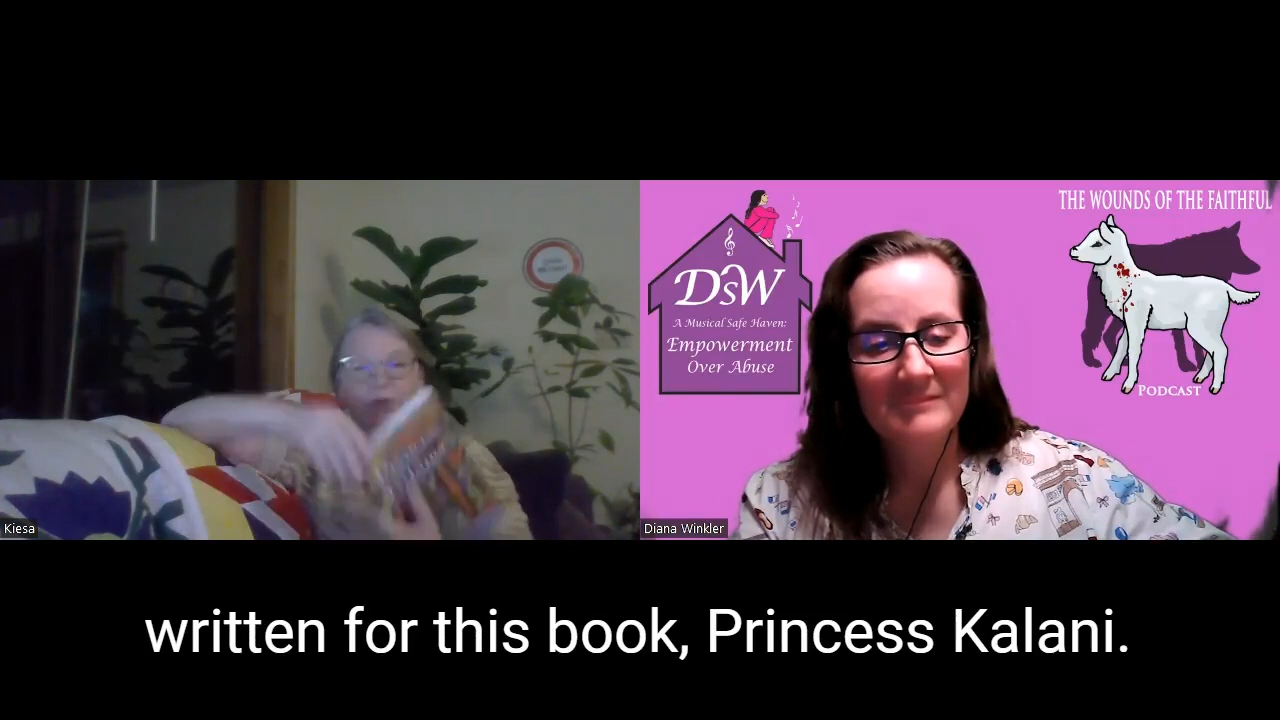 THE WOUNDS OF THE FAITHFUL
DSW
A Musical Safe Haven:
Empowerment
Over Abuse
PODCAST
Kiesa
Diana Winkler
written for this book, Princess Kalani.